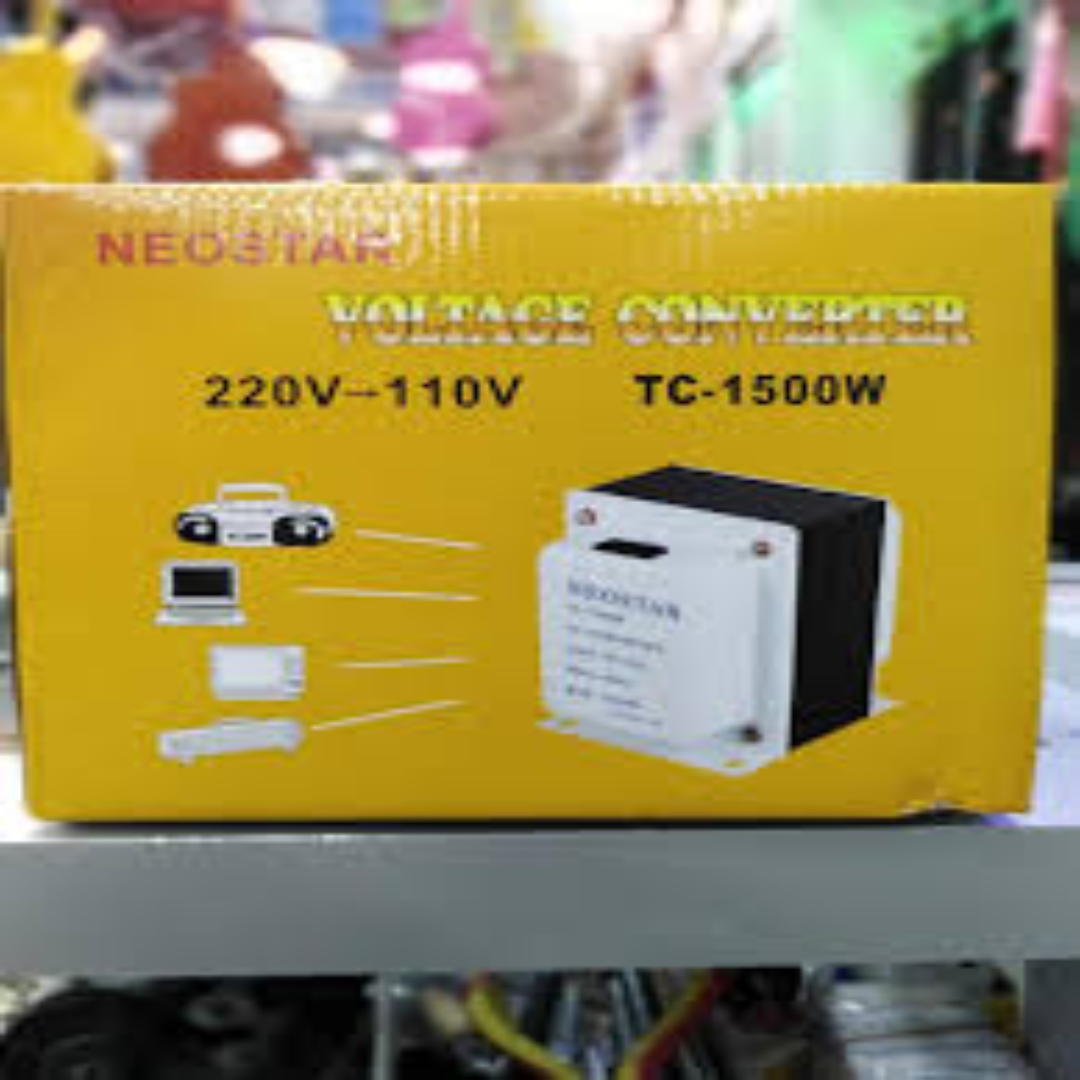 NEOSTAR
VOLTAGE CONVERTER
220V→110V TC-1500W
NEOSTAR